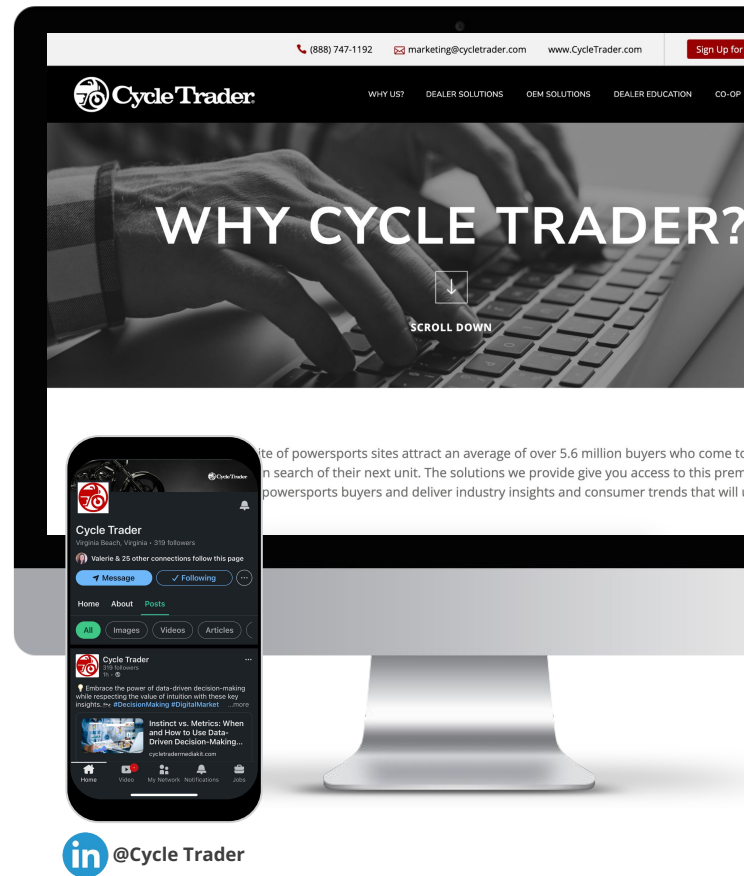 (888) 747-1192 marketing@cycletrader.com www.CycleTrader.com Sign Up for
Cycle Trader WHY US? DEALER SOLUTIONS OEM SOLUTIONS DEALER EDUCATION CO-OP
WHY CYCLE TRADER?
SCROLL DOWN
of powersports sites attract an average of over 5.6 million buyers who come to
search of their next unit. The solutions we provide give you access to this
powersports buyers and deliver industry insights and consumer trends that will
Cycle Trader
Cycle Trader
Virginia Beach, Virginia • 319 followers
Valerie & 25 other connections follow this page
Message Following
Home About Posts
All Images Videos Articles
Cycle Trader
319 followers
1h •
Embrace the power of data-driven decision-making
while respecting the value of intuition with these key
insights. #DecisionMaking #DigitalMarket ...more
Instinct vs. Metrics: When
and How to Use Data-
Driven Decision-Making...
cycletradermediakit.com
Home Video My Network Notifications Jobs
in @Cycle Trader